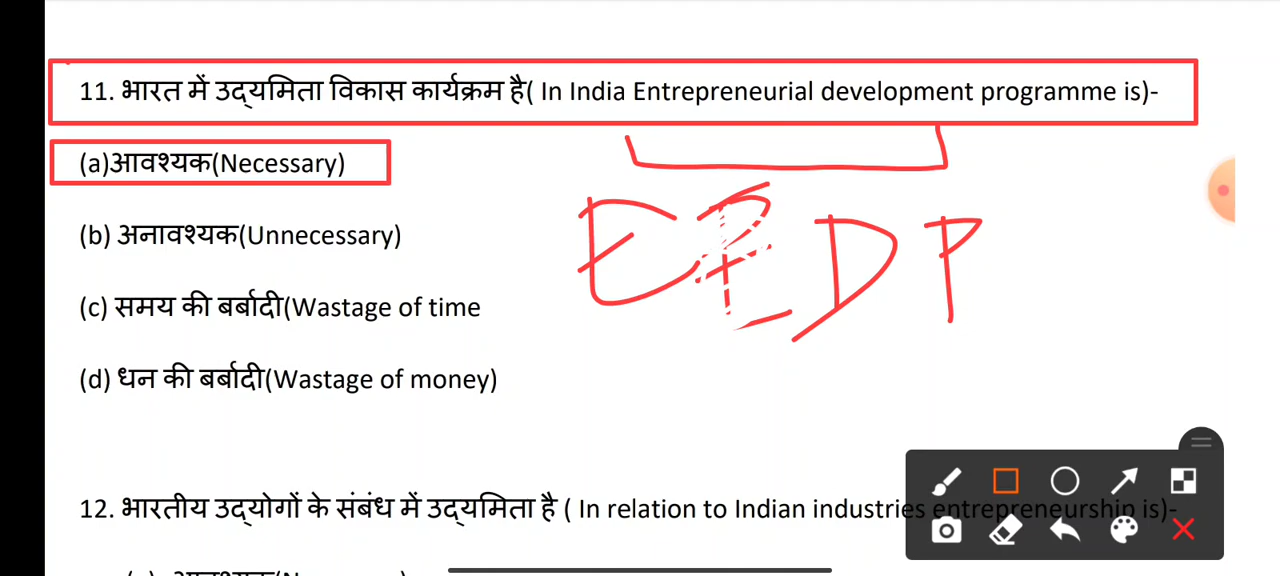 11. भारत में उद्यमिता विकास कार्यक्रम है( In India Entrepreneurial development programme is)-
(a)आवश्यक(Necessary)
(b) अनावश्यक(Unnecessary)
E D P
(c) समय की बर्बादी(Wastage of time
(d) धन की बर्बादी(Wastage of money)
12. भारतीय उद्योगों के संबंध में उद्यमिता है ( In relation to Indian industries entrepreneurship is)-